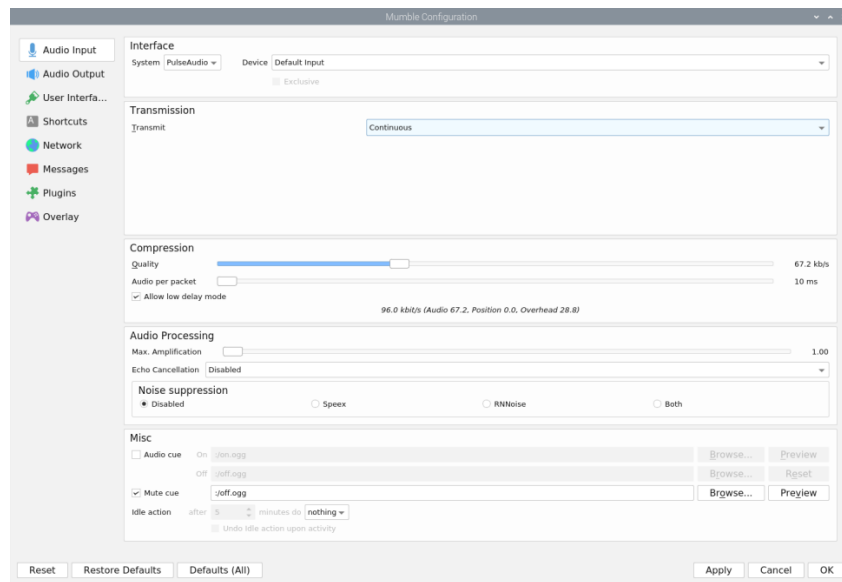 Mumble Configuration
Audio Input
Audio Output
User Interfa...
Shortcuts
Network
Messages
Plugins
Overlay
Interface
System PulseAudio Device Default Input
Exclusive
Transmission
Transmit Continuous
Compression
Quality 67.2 kb/s
Audio per packet 10 ms
Allow low delay mode
96.0 kbit/s (Audio 67.2, Position 0.0, Overhead 28.8)
Audio Processing
Max. Amplification 1.00
Echo Cancellation Disabled
Noise suppression
Disabled Speex RNNoise Both
Misc
Audio cue On :/on.ogg Browse... Preview
Off :/off.ogg Browse... Reset
Mute cue :/off.ogg Browse... Preview
Idle action after 5 minutes do nothing
Undo Idle action upon activity
Reset Restore Defaults Defaults (All) Apply Cancel OK